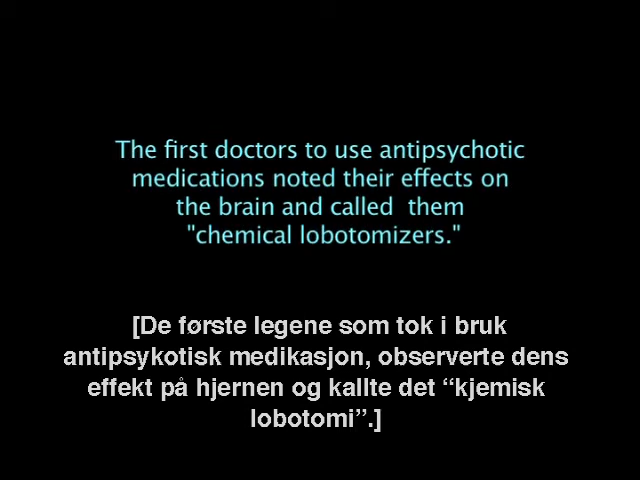 The first doctors to use antipsychotic
medications noted their effects on
the brain and called  them
"chemical lobotomizers."
[De første legene som tok i bruk
antipsykotisk medikasjon, observerte dens
effekt på hjernen og kallte det “kjemisk
lobotomi”.]